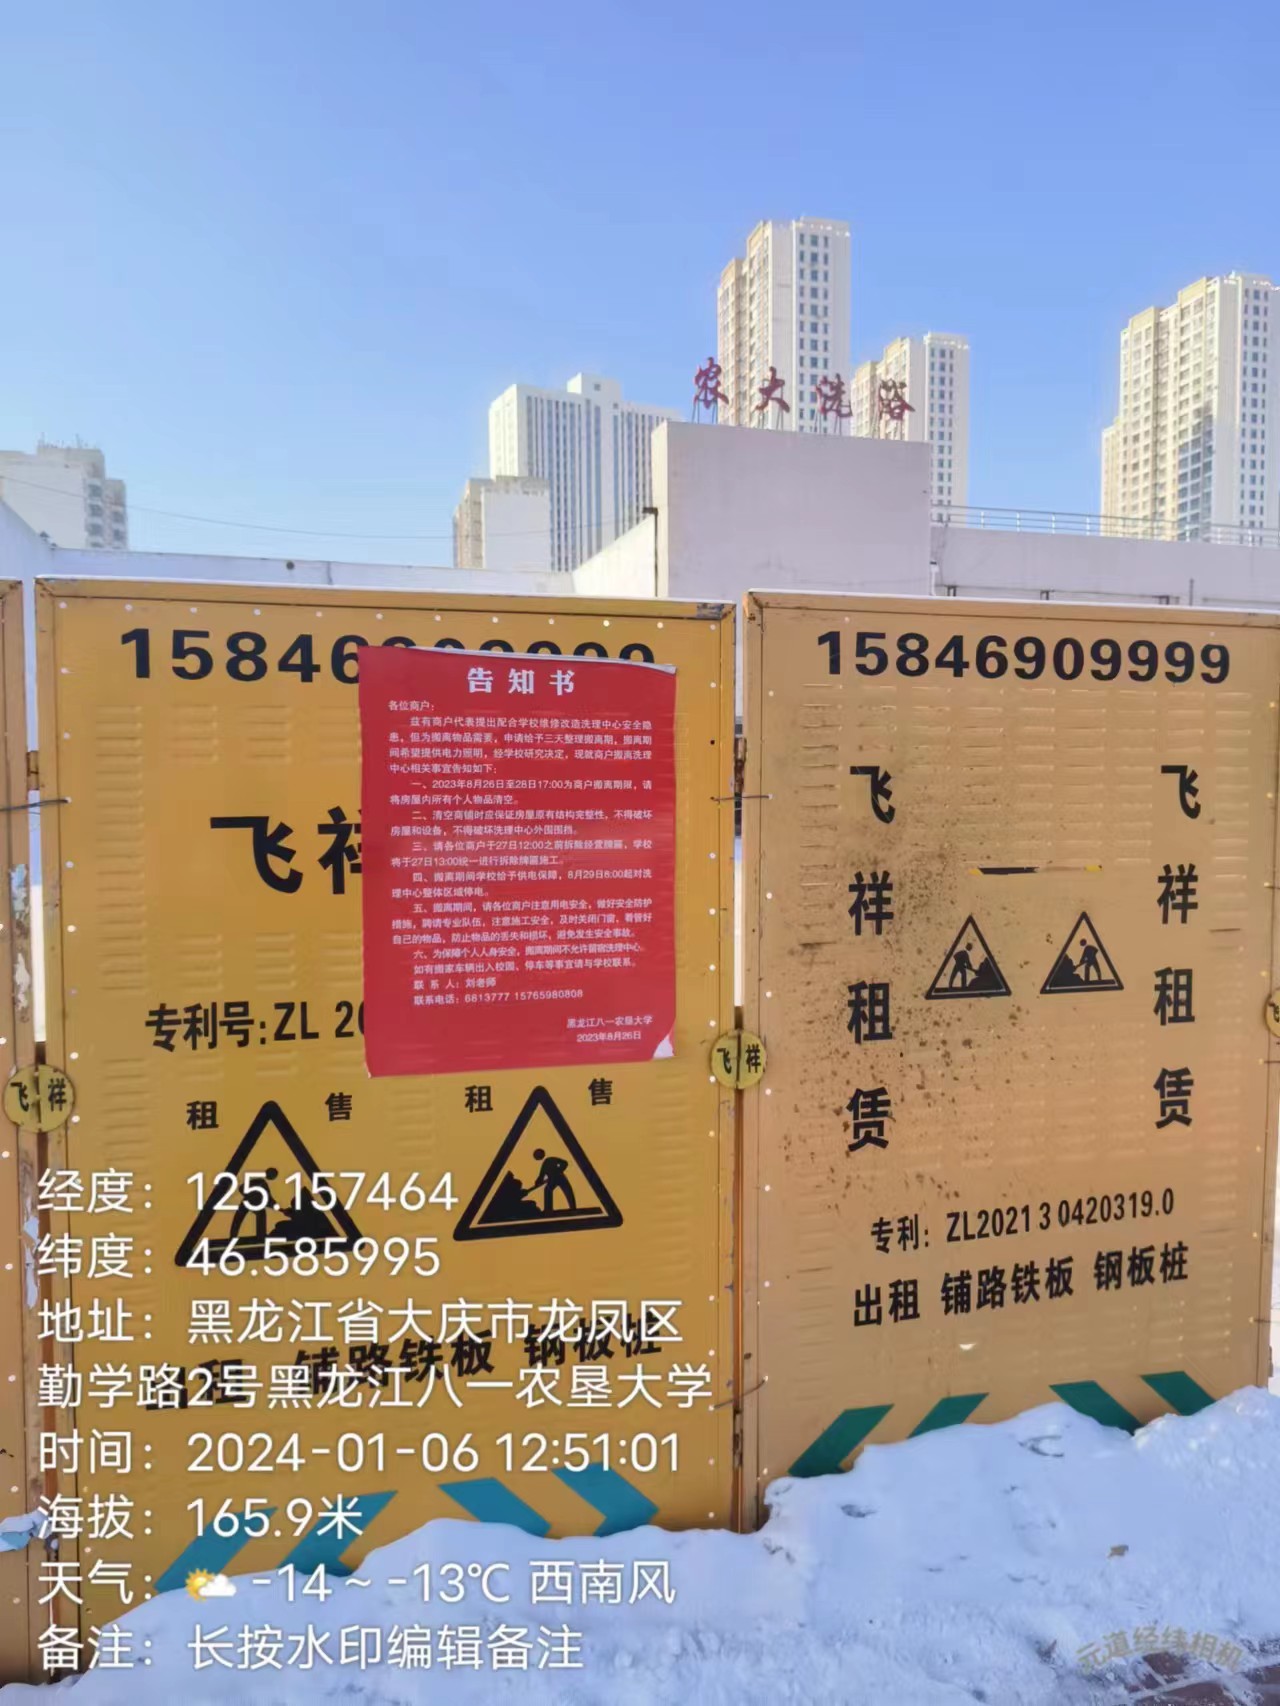 农大洗浴
15846909999
告知书
各位商户：
兹有商户代表提出配合学校维修改造洗理中心安全隐
患，但为搬离物品需要，申请给予三天整理搬离期，搬离期
间希望提供电力照明，经学校研究决定，现就商户搬离洗理
中心相关事宜告知如下：
一、2023年8月26日至28日17:00为商户搬离期限，请
将房屋内所有个人物品清空。
二、清空商铺时应保证房屋原有结构完整性，不得破坏
房屋和设备，不得破坏洗理中心外围围挡。
三、请各位商户于27日12:00之前拆除经营牌匾，学校
将于27日13:00统一进行拆除牌匾施工。
四、搬离期间学校给予供电保障，8月29日8:00起对洗
理中心整体区域停电。
五、搬离期间，请各位商户注意用电安全，做好安全防护
措施，聘请专业队伍，注意施工安全，及时关闭门窗，看管好
自己的物品，防止物品的丢失和损坏，避免发生安全事故。
六、为保障个人人身安全，搬离期间不允许留宿洗理中心。
如有搬家车辆出入校园、停车等事宜请与学校联系。
联 系 人：刘老师
联系电话：6813777 15765980808
黑龙江八一农垦大学
2023年8月26日
15846
飞祥
专利号:ZL 20
租 售 租 售
出租 铺路铁板 钢板桩
飞祥
飞祥
飞祥租赁
飞祥租赁
专利: ZL202130420319.0
出租 铺路铁板 钢板桩
经度：125.157464
纬度：46.585995
地址：黑龙江省大庆市龙凤区
勤学路2号黑龙江八一农垦大学
时间：2024-01-06 12:51:01
海拔：165.9米
天气：-14 ~ -13℃ 西南风
备注：长按水印编辑备注
元道经纬相机